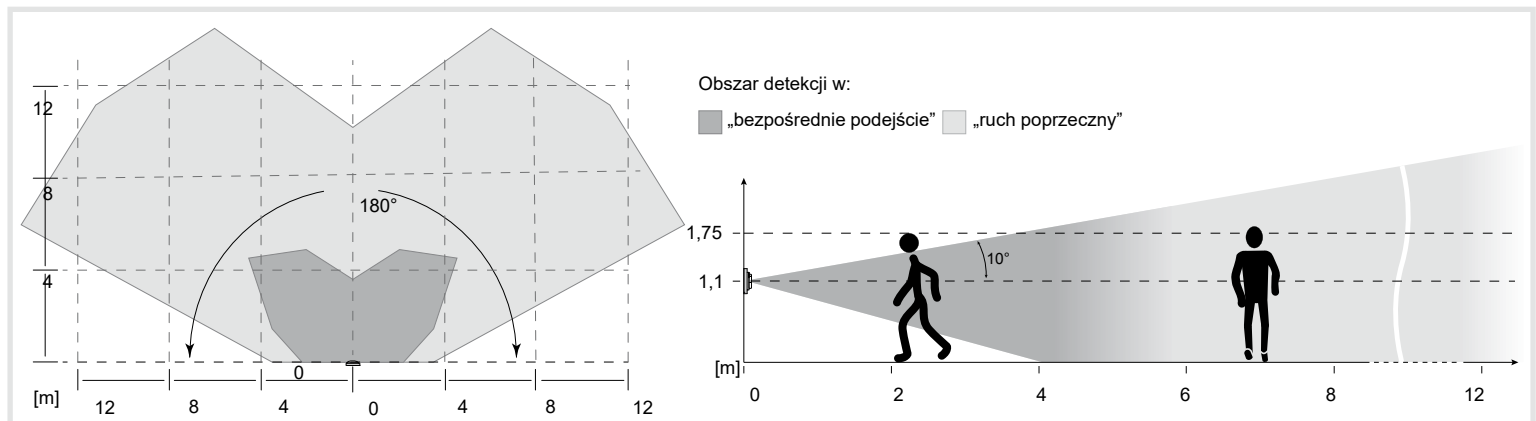 12
8
4
180°
0
[m]
12 8 4 0 4 8 12
Obszar detekcji w:
„bezpośrednie podejście” „ruch poprzeczny”
1,75
10°
1,1
[m]
0 2 4 6 8 12